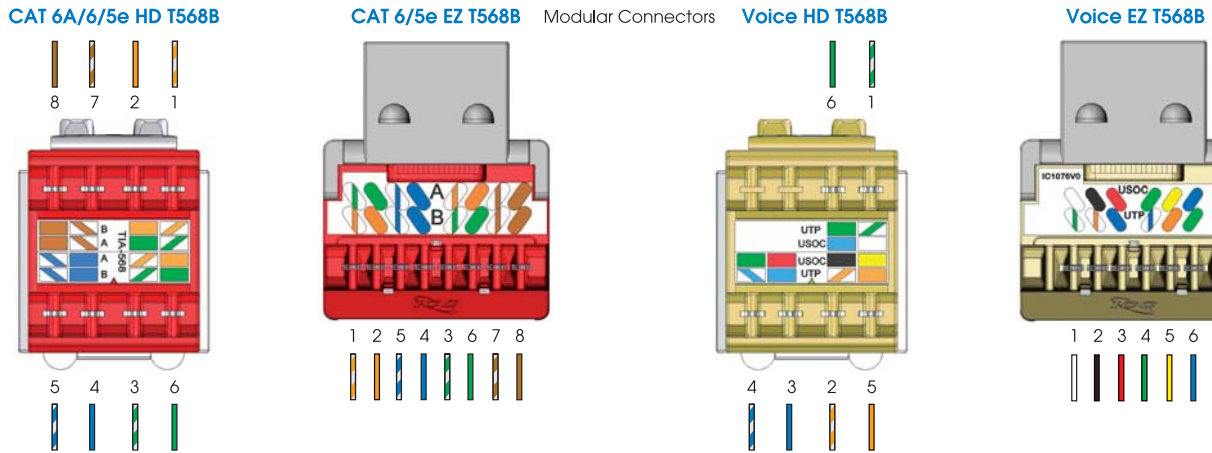 CAT 6A/6/5e HD T568B
CAT 6/5e EZ T568B
Modular Connectors
Voice HD T568B
Voice EZ T568B
8 7 2 1
6 1
B
A
A
B
TIA-568
A
B
UTP
USOC
USOC
UTP
IC1076V0
USOC
UTP
5 4 3 6
1 2 5 4 3 6 7 8
4 3 2 5
1 2 3 4 5 6